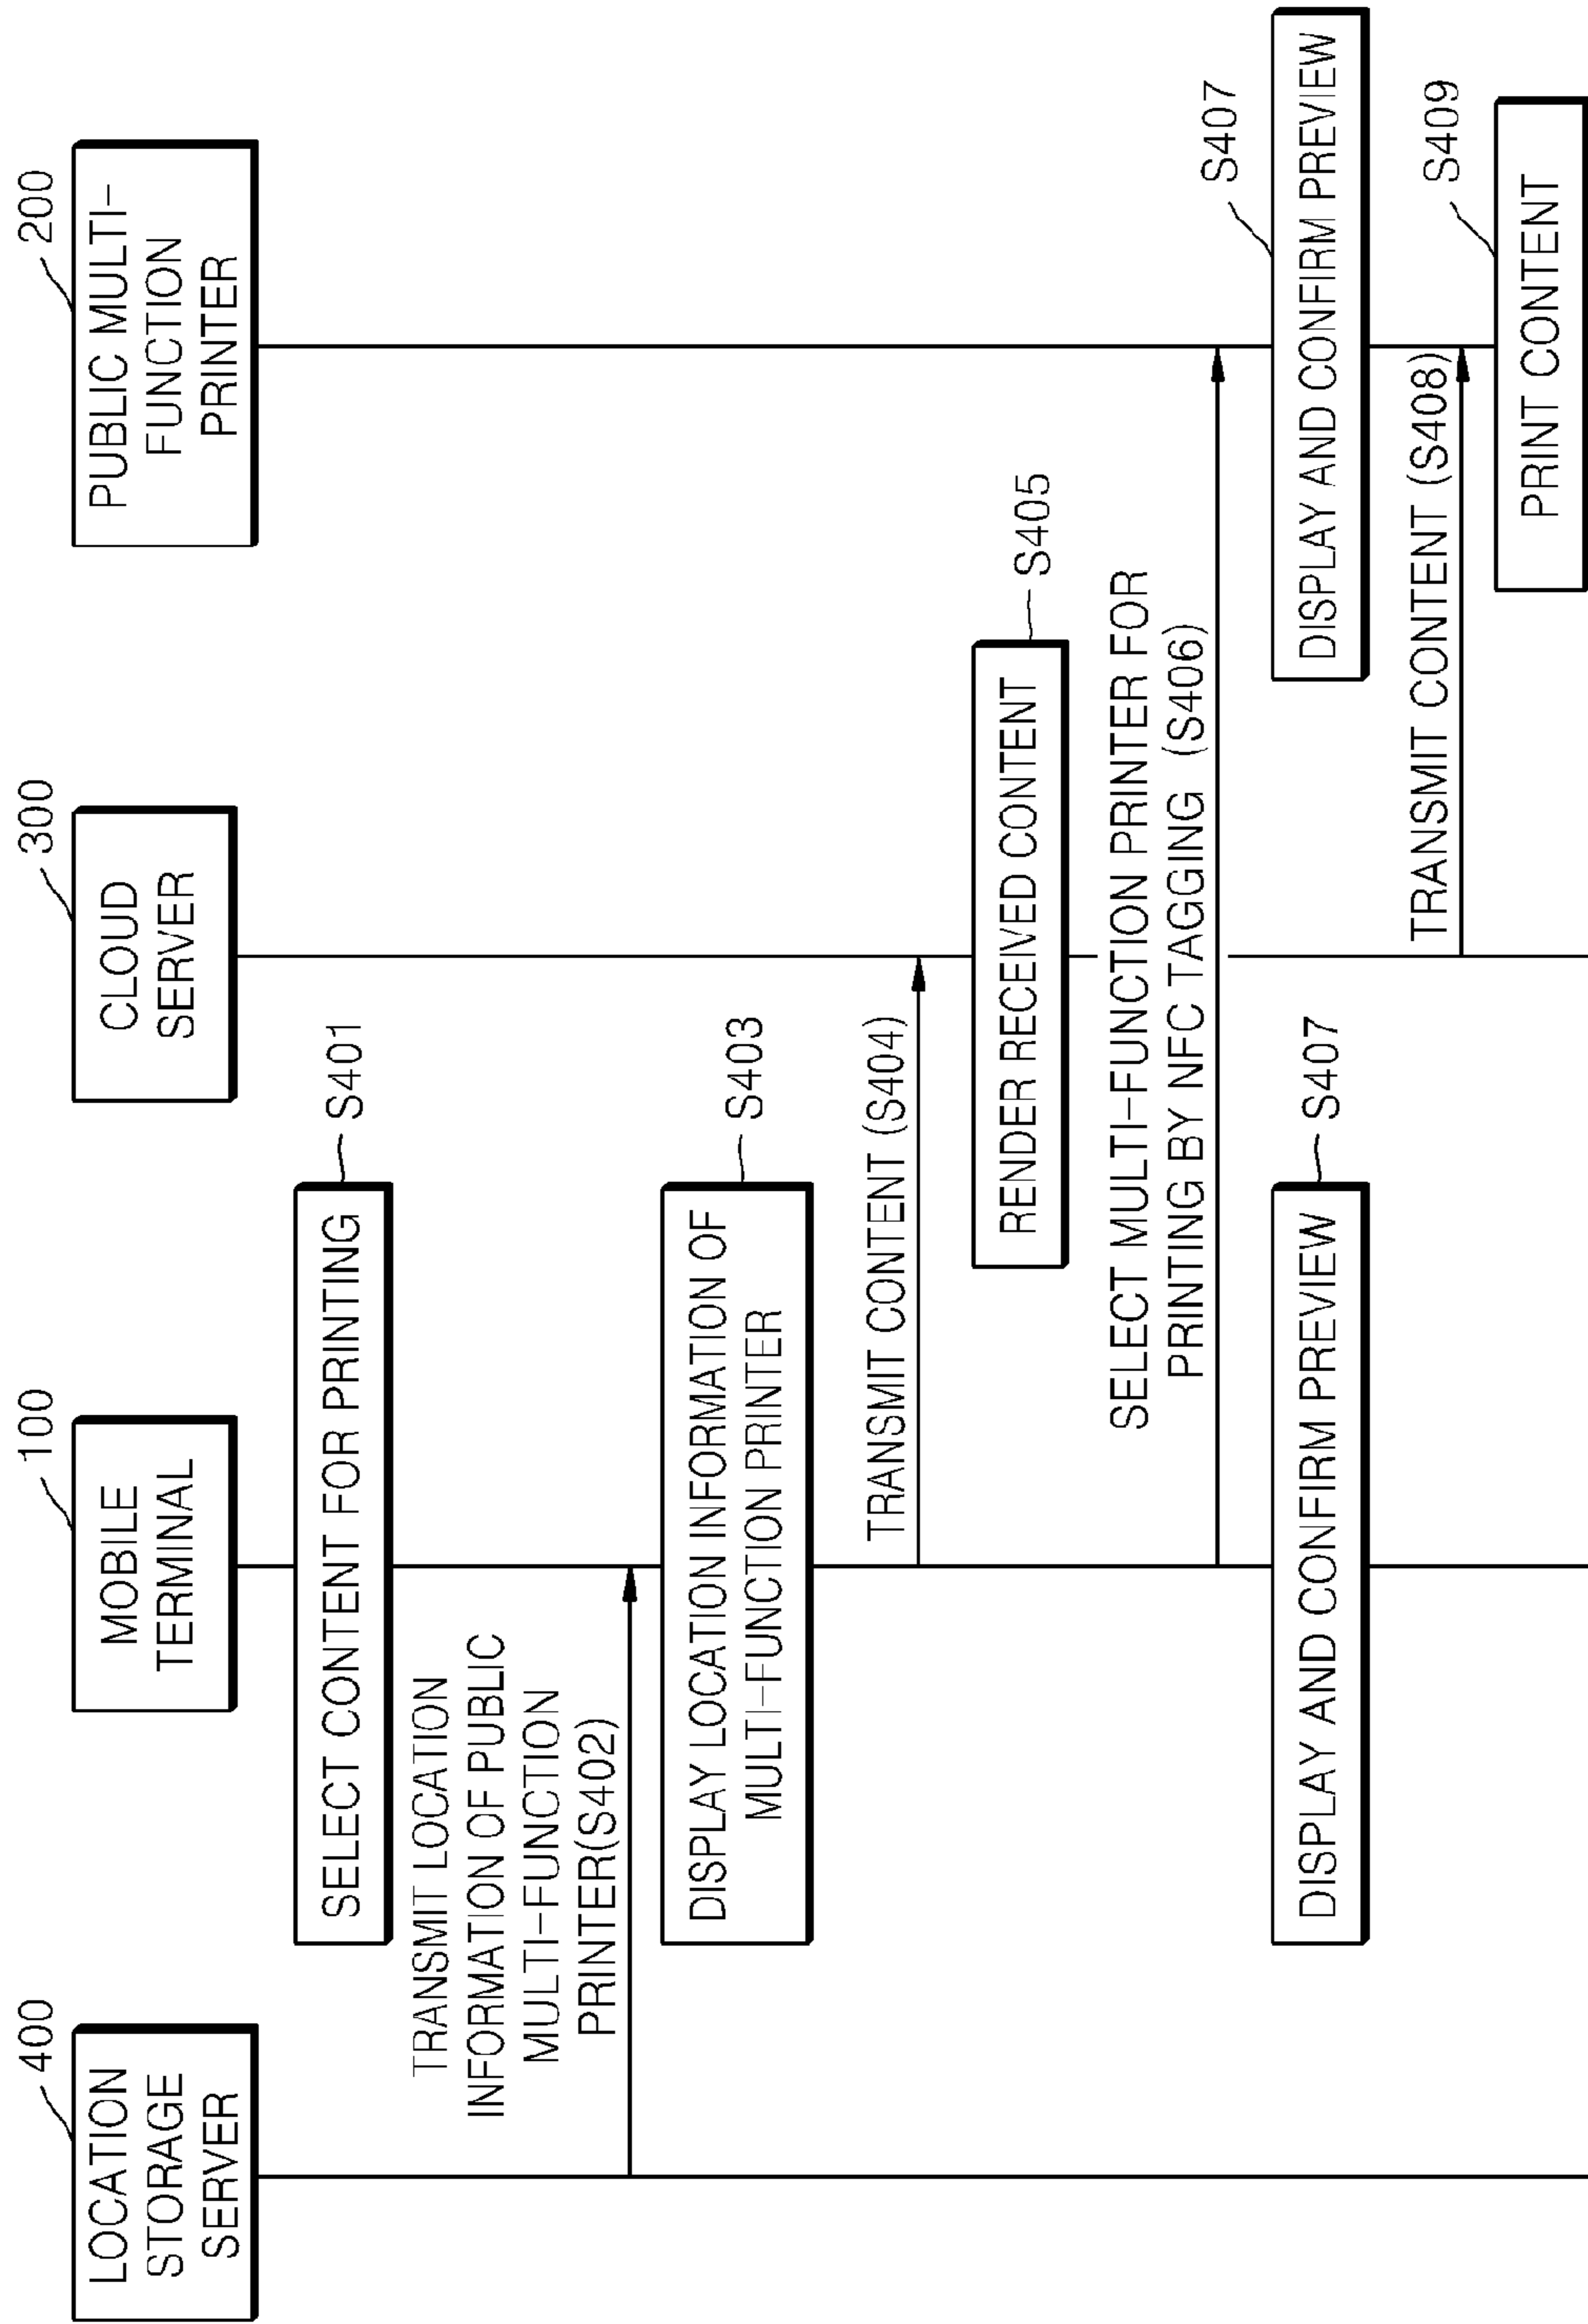 400
LOCATION
STORAGE
SERVER
100
MOBILE
TERMINAL
300
CLOUD
SERVER
200
PUBLIC MULTI-
FUNCTION
PRINTER
SELECT CONTENT FOR PRINTING
S401
TRANSMIT LOCATION
INFORMATION OF PUBLIC
MULTI-FUNCTION
PRINTER(S402)
DISPLAY LOCATION INFORMATION OF
MULTI-FUNCTION PRINTER
S403
TRANSMIT CONTENT (S404)
RENDER RECEIVED CONTENT
S405
SELECT MULTI-FUNCTION PRINTER FOR
PRINTING BY NFC TAGGING (S406)
DISPLAY AND CONFIRM PREVIEW
S407
DISPLAY AND CONFIRM PREVIEW
S407
TRANSMIT CONTENT (S408)
PRINT CONTENT
S409